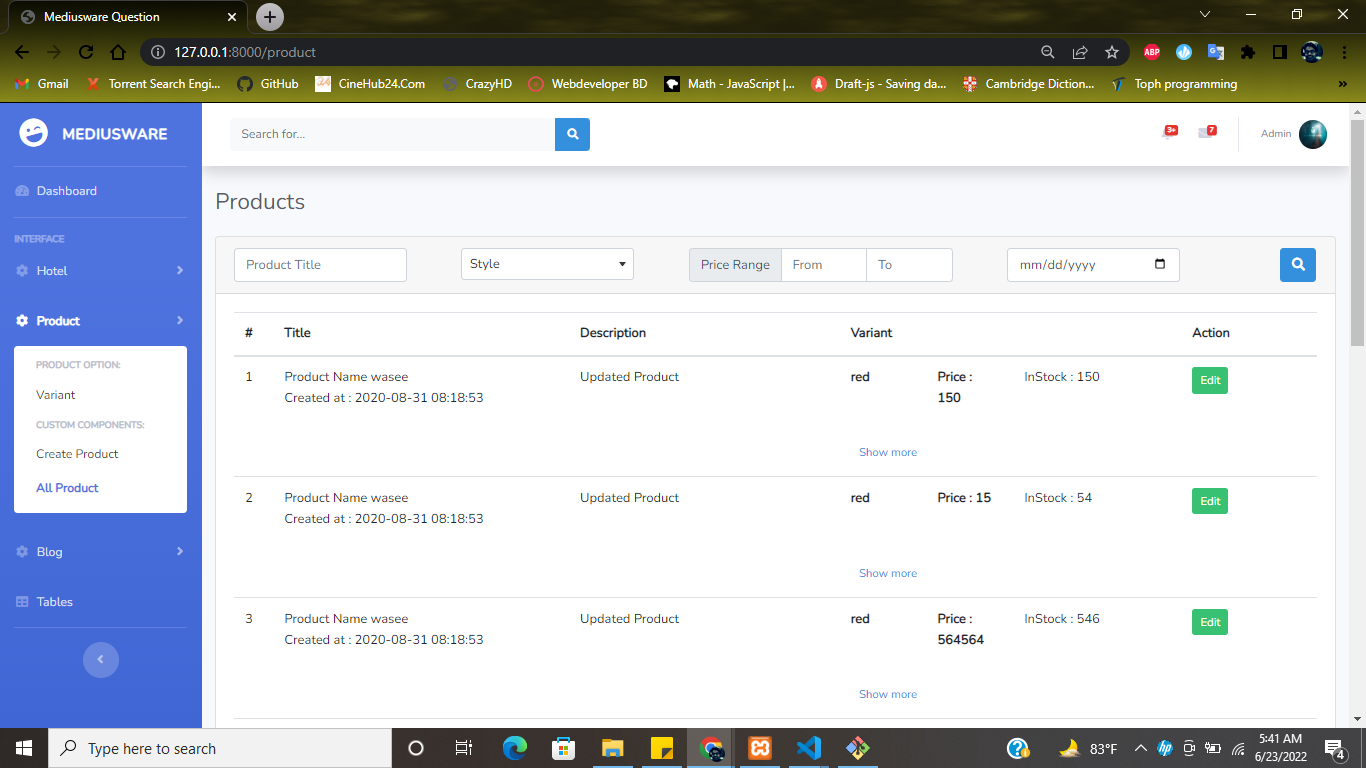 Mediusware Question
127.0.0.1:8000/product
ABP
Gmail
Torrent Search Engi...
GitHub
CineHub24.Com
CrazyHD
Webdeveloper BD
Math - JavaScript |...
Draft-js - Saving da...
Cambridge Diction...
Toph programming
»
MEDIUSWARE
Search for...
3+
7
Admin
Dashboard
INTERFACE
Hotel
Product
PRODUCT OPTION:
Variant
CUSTOM COMPONENTS:
Create Product
All Product
Blog
Tables
Products
Product Title
Style
Price Range
From
To
mm/dd/yyyy
# Title Description Variant Action
1 Product Name wasee Updated Product red Price : InStock : 150 Edit
Created at : 2020-08-31 08:18:53 150
Show more
2 Product Name wasee Updated Product red Price : 15 InStock : 54 Edit
Created at : 2020-08-31 08:18:53
Show more
3 Product Name wasee Updated Product red Price : InStock : 546 Edit
Created at : 2020-08-31 08:18:53 564564
Show more
Type here to search
83°F
5:41 AM
6/23/2022
4